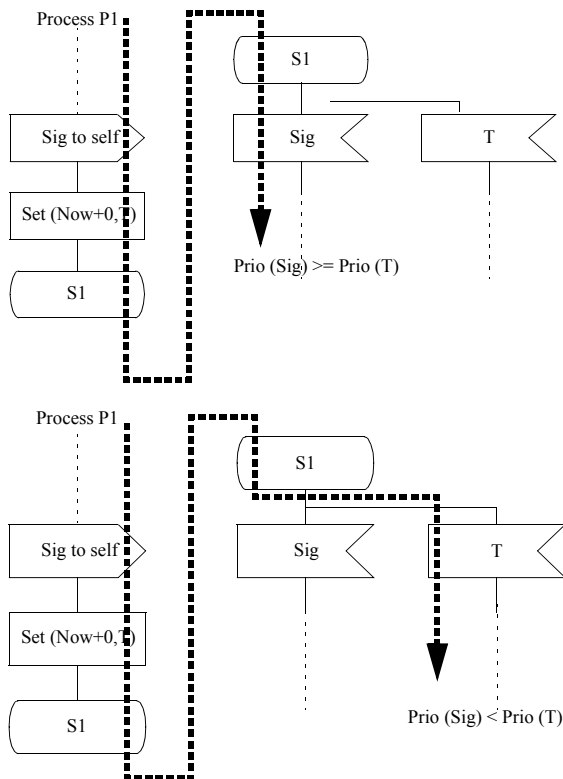 Process P1
S1
Sig to self
Sig
T
Set (Now+0,T)
Prio (Sig) >= Prio (T)
S1
Process P1
S1
Sig to self
Sig
T
Set (Now+0,T)
S1
Prio (Sig) < Prio (T)